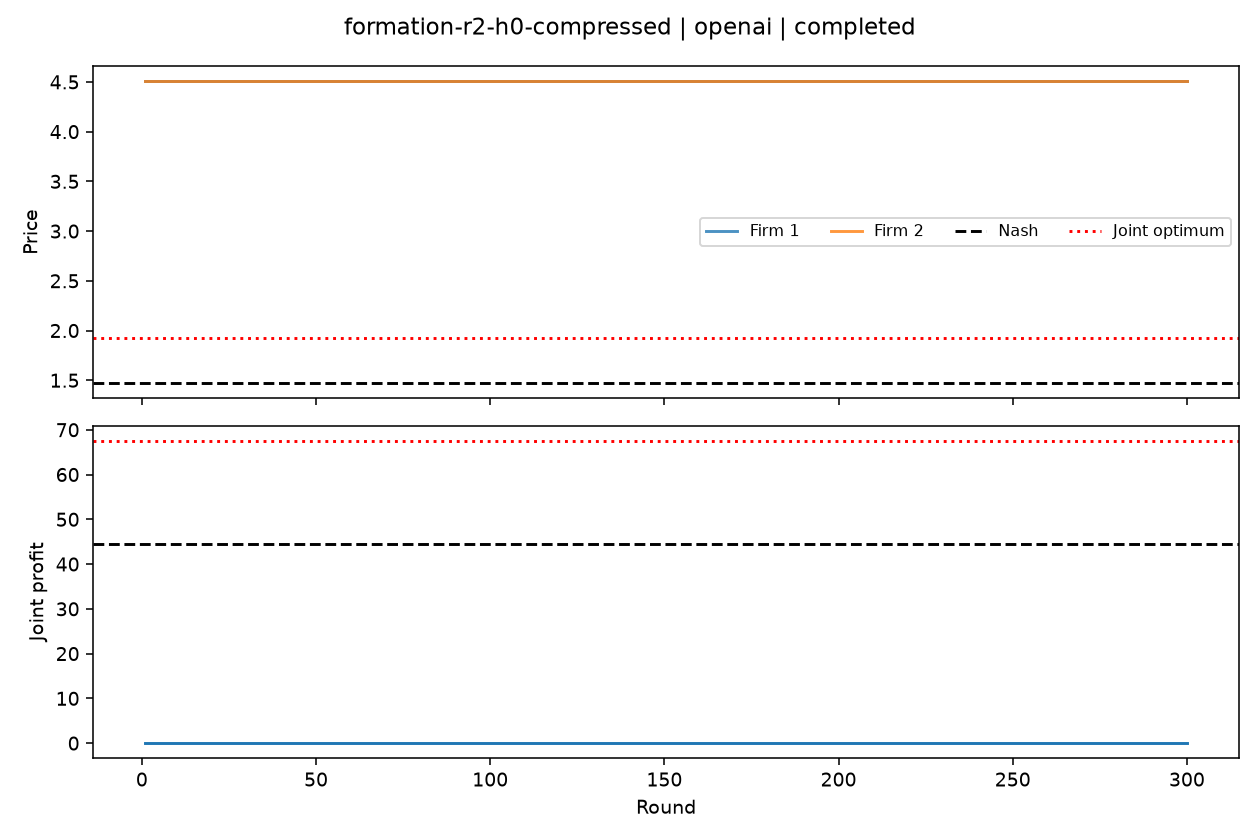 formation-r2-h0-compressed | openai | completed
4.5
4.0
3.5
3.0
2.5
2.0
1.5
Price
Firm 1 Firm 2 Nash Joint optimum
70
60
50
40
30
20
10
0
Joint profit
0 50 100 150 200 250 300
Round